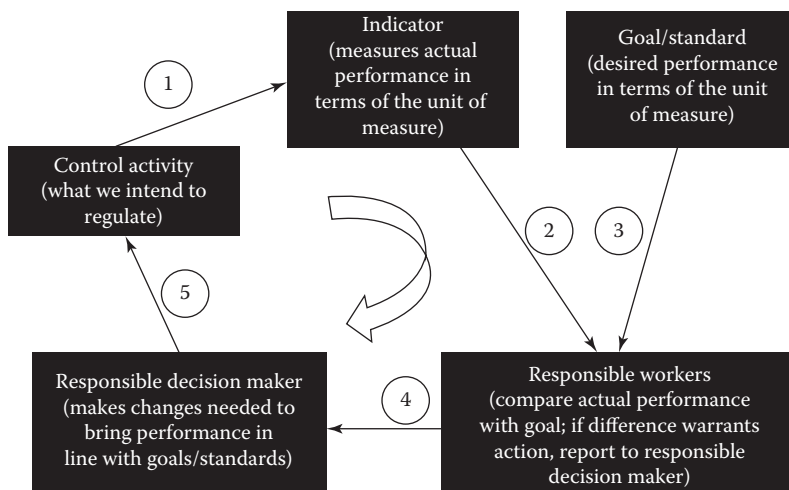 Indicator
(measures actual
performance in
terms of the unit of
measure)
Goal/standard
(desired performance
in terms of the unit
of measure)
1
Control activity
(what we intend to
regulate)
2
3
5
Responsible decision maker
(makes changes needed to
bring performance in
line with goals/standards)
4
Responsible workers
(compare actual performance
with goal; if difference warrants
action, report to responsible
decision maker)